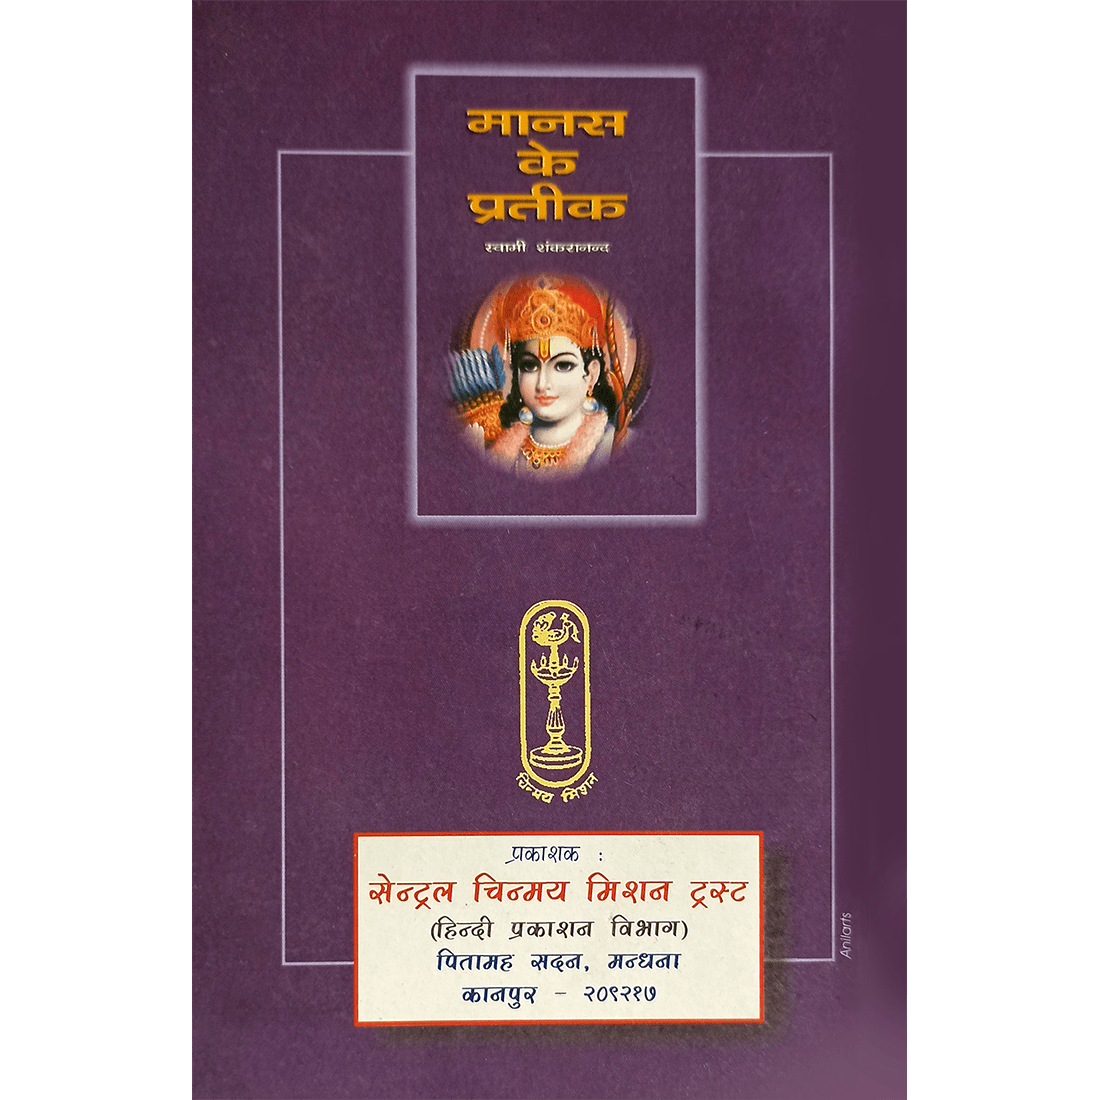 मानस
के
प्रतीक
स्वामी शंकरानन्द
चिन्मय मिशन
प्रकाशक :
सेन्ट्रल चिन्मय मिशन ट्रस्ट
(हिन्दी प्रकाशन विभाग)
पितामह सदन, मन्धना
कानपुर - २०९२१७
Anilarts